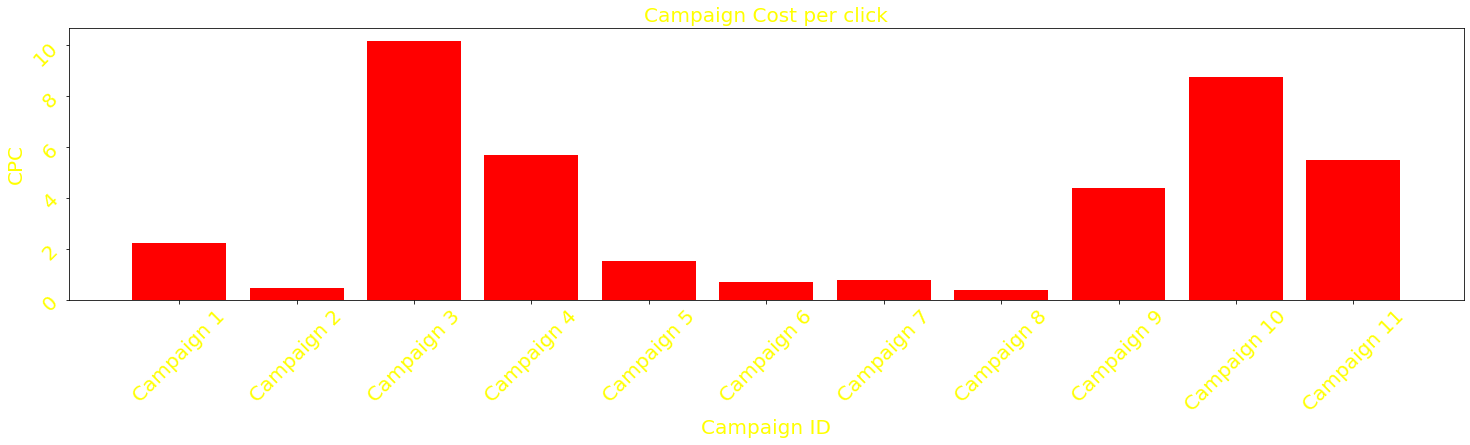 Campaign Cost per click
CPC
10
8
6
4
2
0
Campaign 1
Campaign 2
Campaign 3
Campaign 4
Campaign 5
Campaign 6
Campaign 7
Campaign 8
Campaign 9
Campaign 10
Campaign 11
Campaign ID